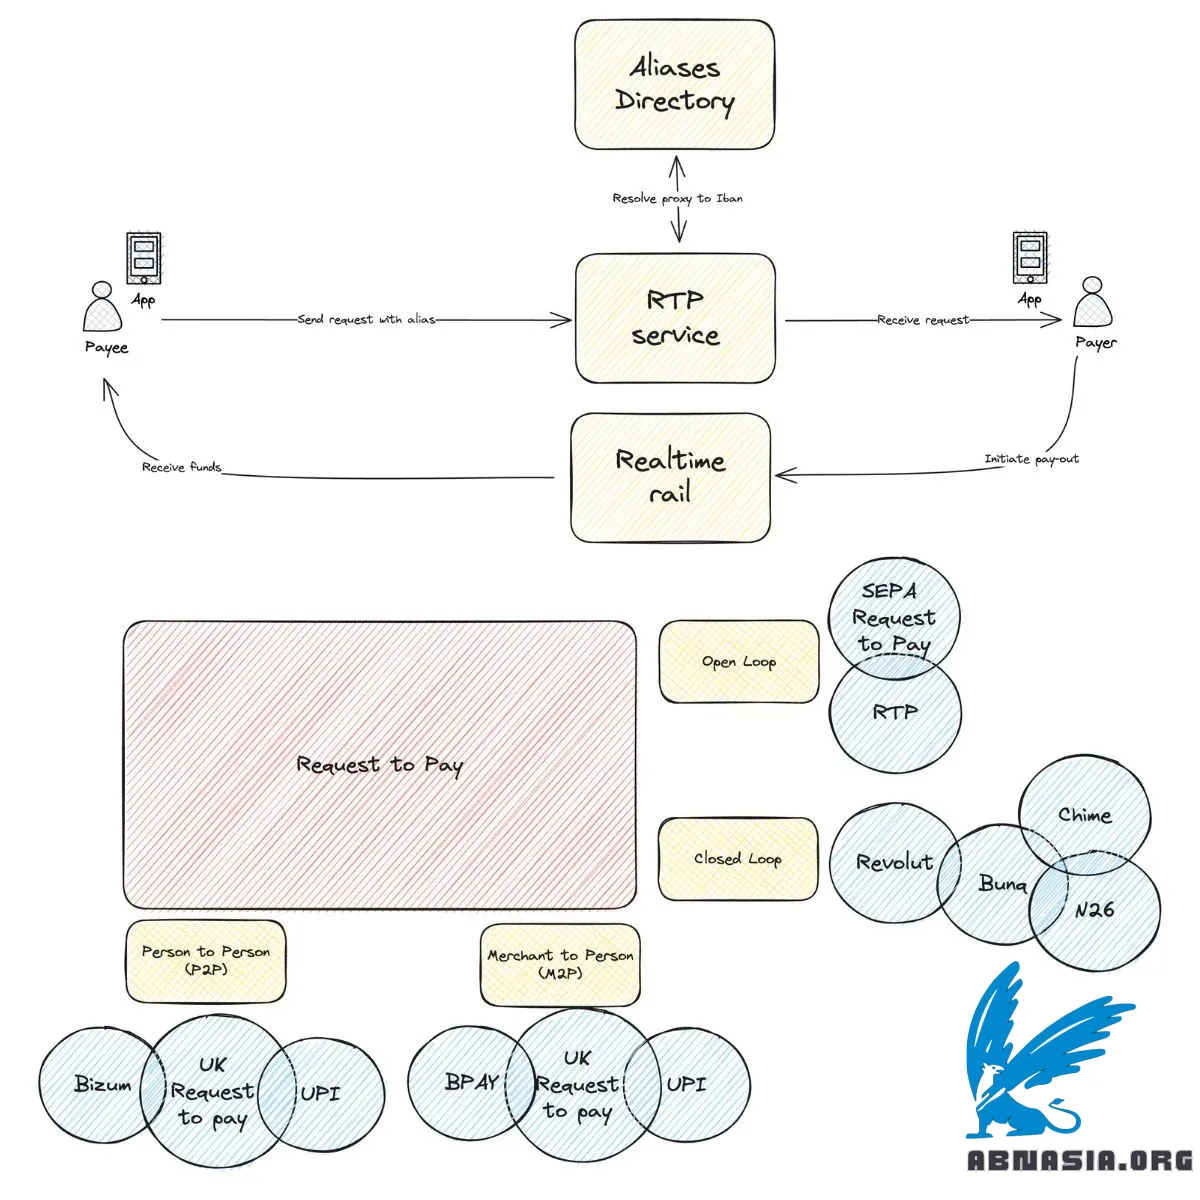 Aliases
Directory
Resolve proxy to Iban
App
App
Payee
Send request with alias
RTP
service
Receive request
Payer
Receive funds
Realtime
rail
Initiate pay-out
Request to Pay
Open Loop
SEPA
Request
to Pay
RTP
Closed Loop
Revolut
Bunq
Chime
N26
Person to Person
(P2P)
Merchant to Person
(M2P)
Bizum
UK
Request
to pay
UPI
BPAY
UK
Request
to pay
UPI
ABNASIA.ORG